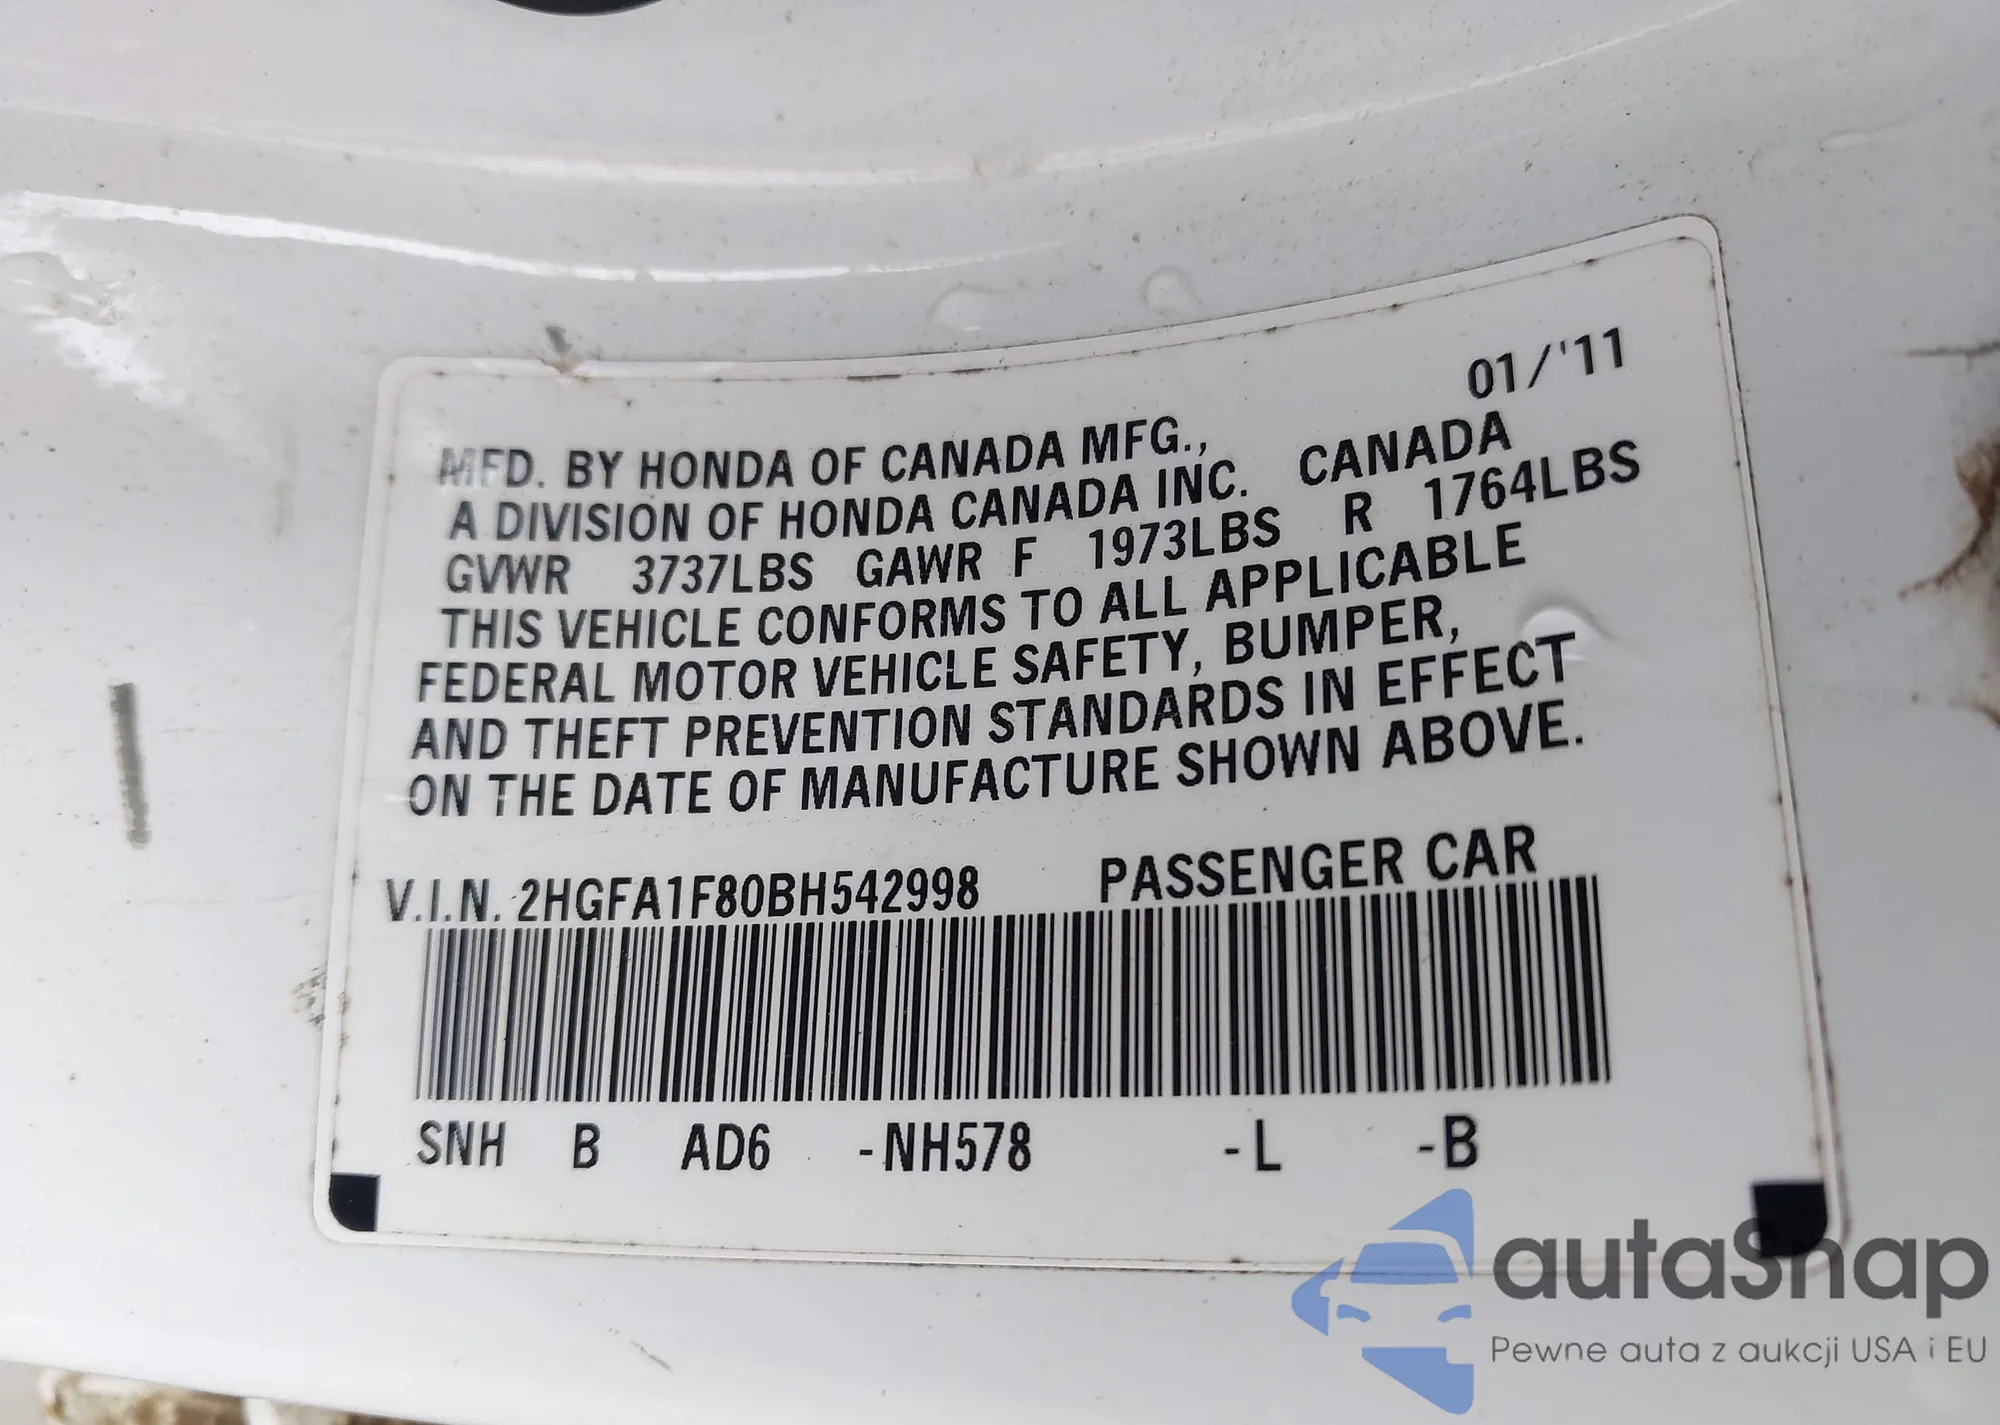 01/'11
MFD. BY HONDA OF CANADA MFG.,
A DIVISION OF HONDA CANADA INC. CANADA
GVWR 3737LBS GAWR F 1973LBS R 1764LBS
THIS VEHICLE CONFORMS TO ALL APPLICABLE
FEDERAL MOTOR VEHICLE SAFETY, BUMPER,
AND THEFT PREVENTION STANDARDS IN EFFECT
ON THE DATE OF MANUFACTURE SHOWN ABOVE.
V.I.N. 2HGFA1F80BH542998 PASSENGER CAR
SNH B AD6 -NH578 -L -B
autaSnap
Pewne auta z aukcji USA i EU